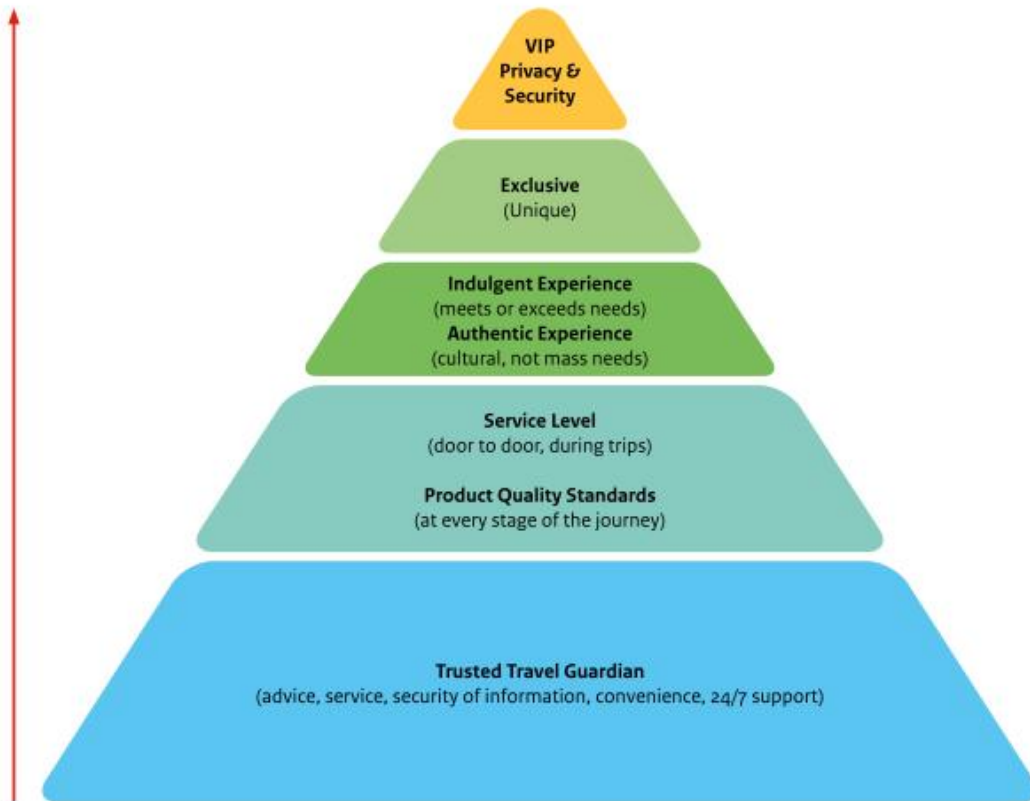 VIP
Privacy &
Security
Exclusive
(Unique)
Indulgent Experience
(meets or exceeds needs)
Authentic Experience
(cultural, not mass needs)
Service Level
(door to door, during trips)
Product Quality Standards
(at every stage of the journey)
Trusted Travel Guardian
(advice, service, security of information, convenience, 24/7 support)